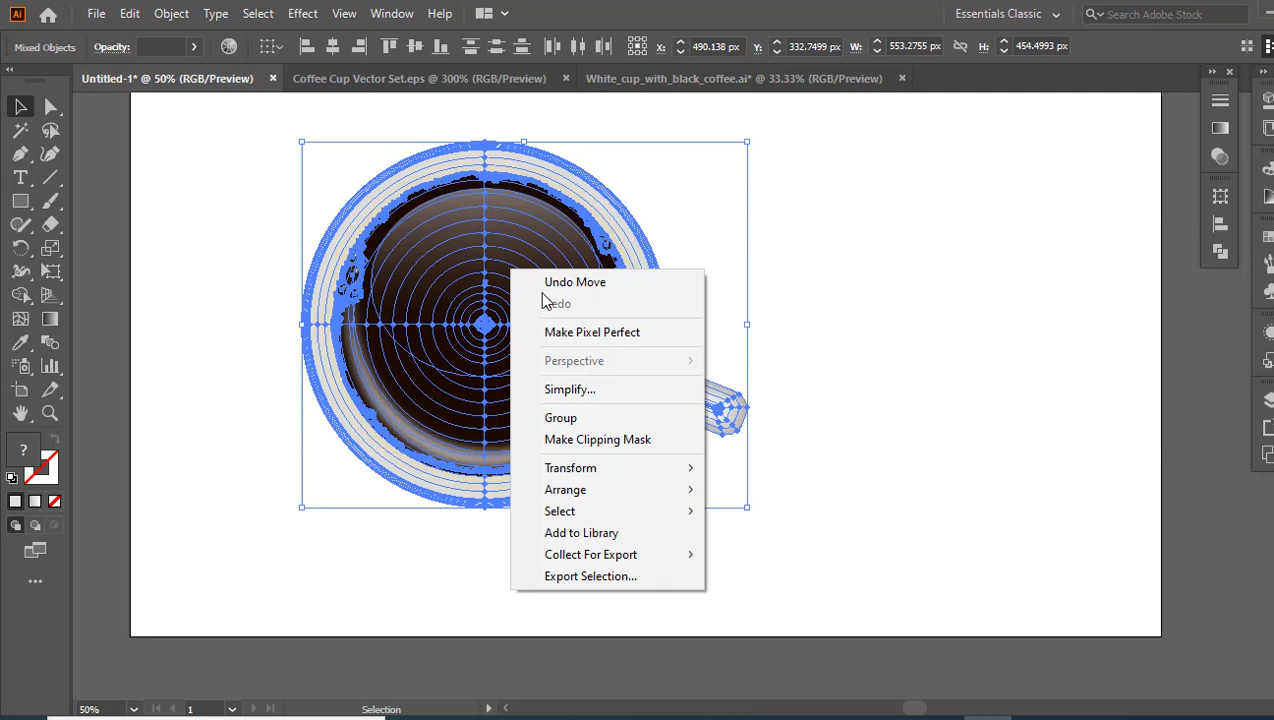 Ai File Edit Object Type Select Effect View Window Help Essentials Classic Search Adobe Stock
Mixed Objects Opacity: X: 490.138 px Y: 332.7499 px W: 553.2755 px H: 454.4993 px
Untitled-1* @ 50% (RGB/Preview) × Coffee Cup Vector Set.eps @ 300% (RGB/Preview) × White_cup_with_black_coffee.ai* @ 33.33% (RGB/Preview) ×
Undo Move
Make Pixel Perfect
Perspective
Simplify...
Group
Make Clipping Mask
Transform
Arrange
Select
Add to Library
Collect For Export
Export Selection...
?
50% 1 Selection